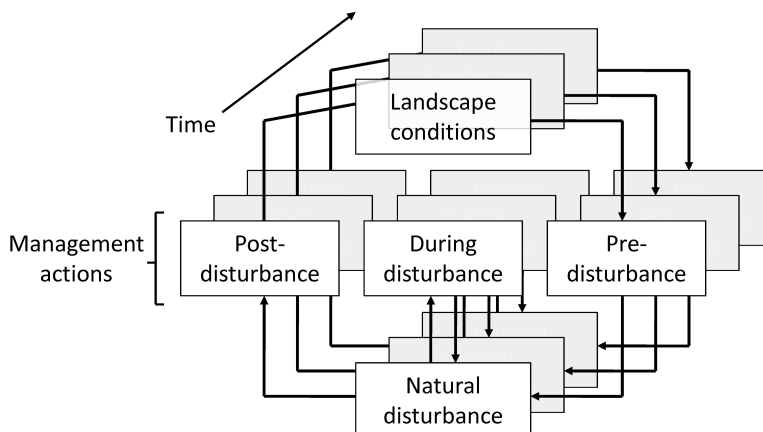 Time
Landscape
conditions
Management
actions
Post-
disturbance
During
disturbance
Pre-
disturbance
Natural
disturbance